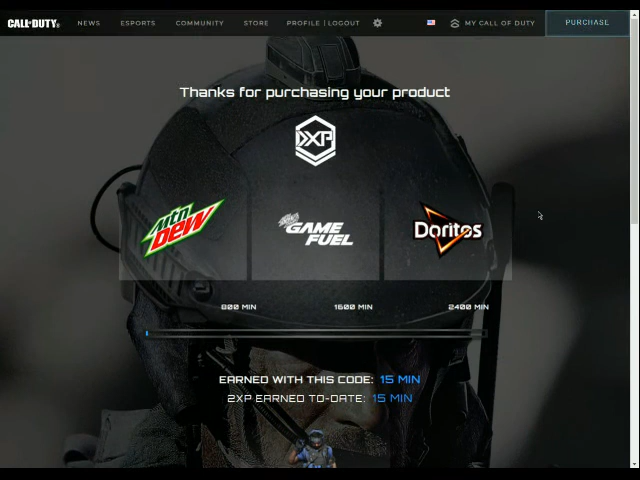 CALL OF DUTY®
NEWS ESPORTS COMMUNITY STORE PROFILE | LOGOUT MY CALL OF DUTY PURCHASE
Thanks for purchasing your product
2XP
Mtn DEW
GAME FUEL
Doritos
800 MIN 1600 MIN 2400 MIN
EARNED WITH THIS CODE: 15 MIN
2XP EARNED TO-DATE: 15 MIN